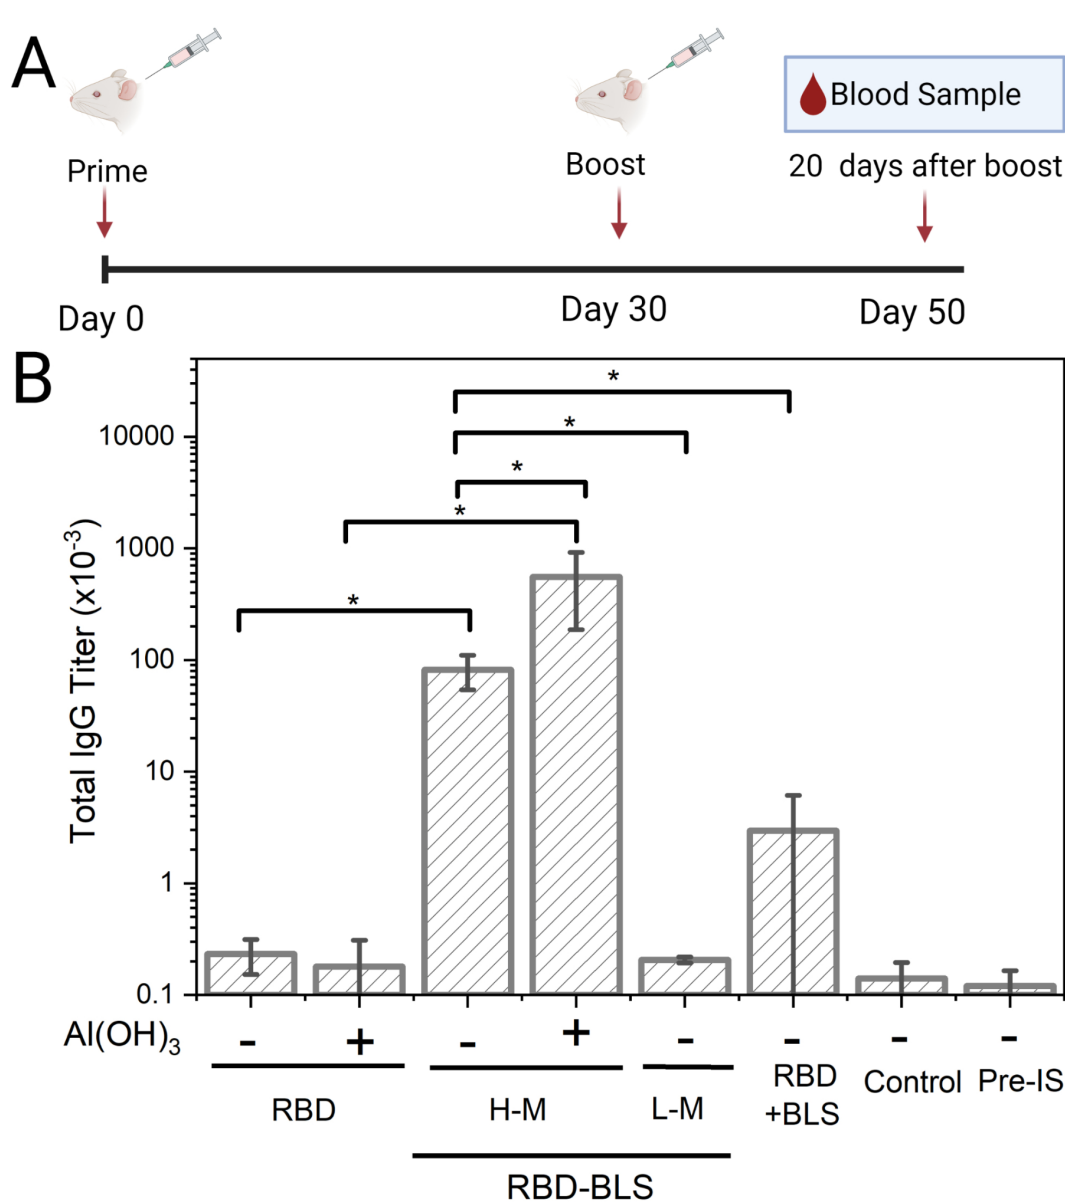 A
Prime
Boost
Blood Sample
20 days after boost
Day 0
Day 30
Day 50
B
Total IgG Titer (x10-3)
10000
1000
100
10
1
0.1
*
*
*
*
*
Al(OH)3
- + - + - - - -
RBD
H-M
L-M
RBD
+BLS
Control
Pre-IS
RBD-BLS